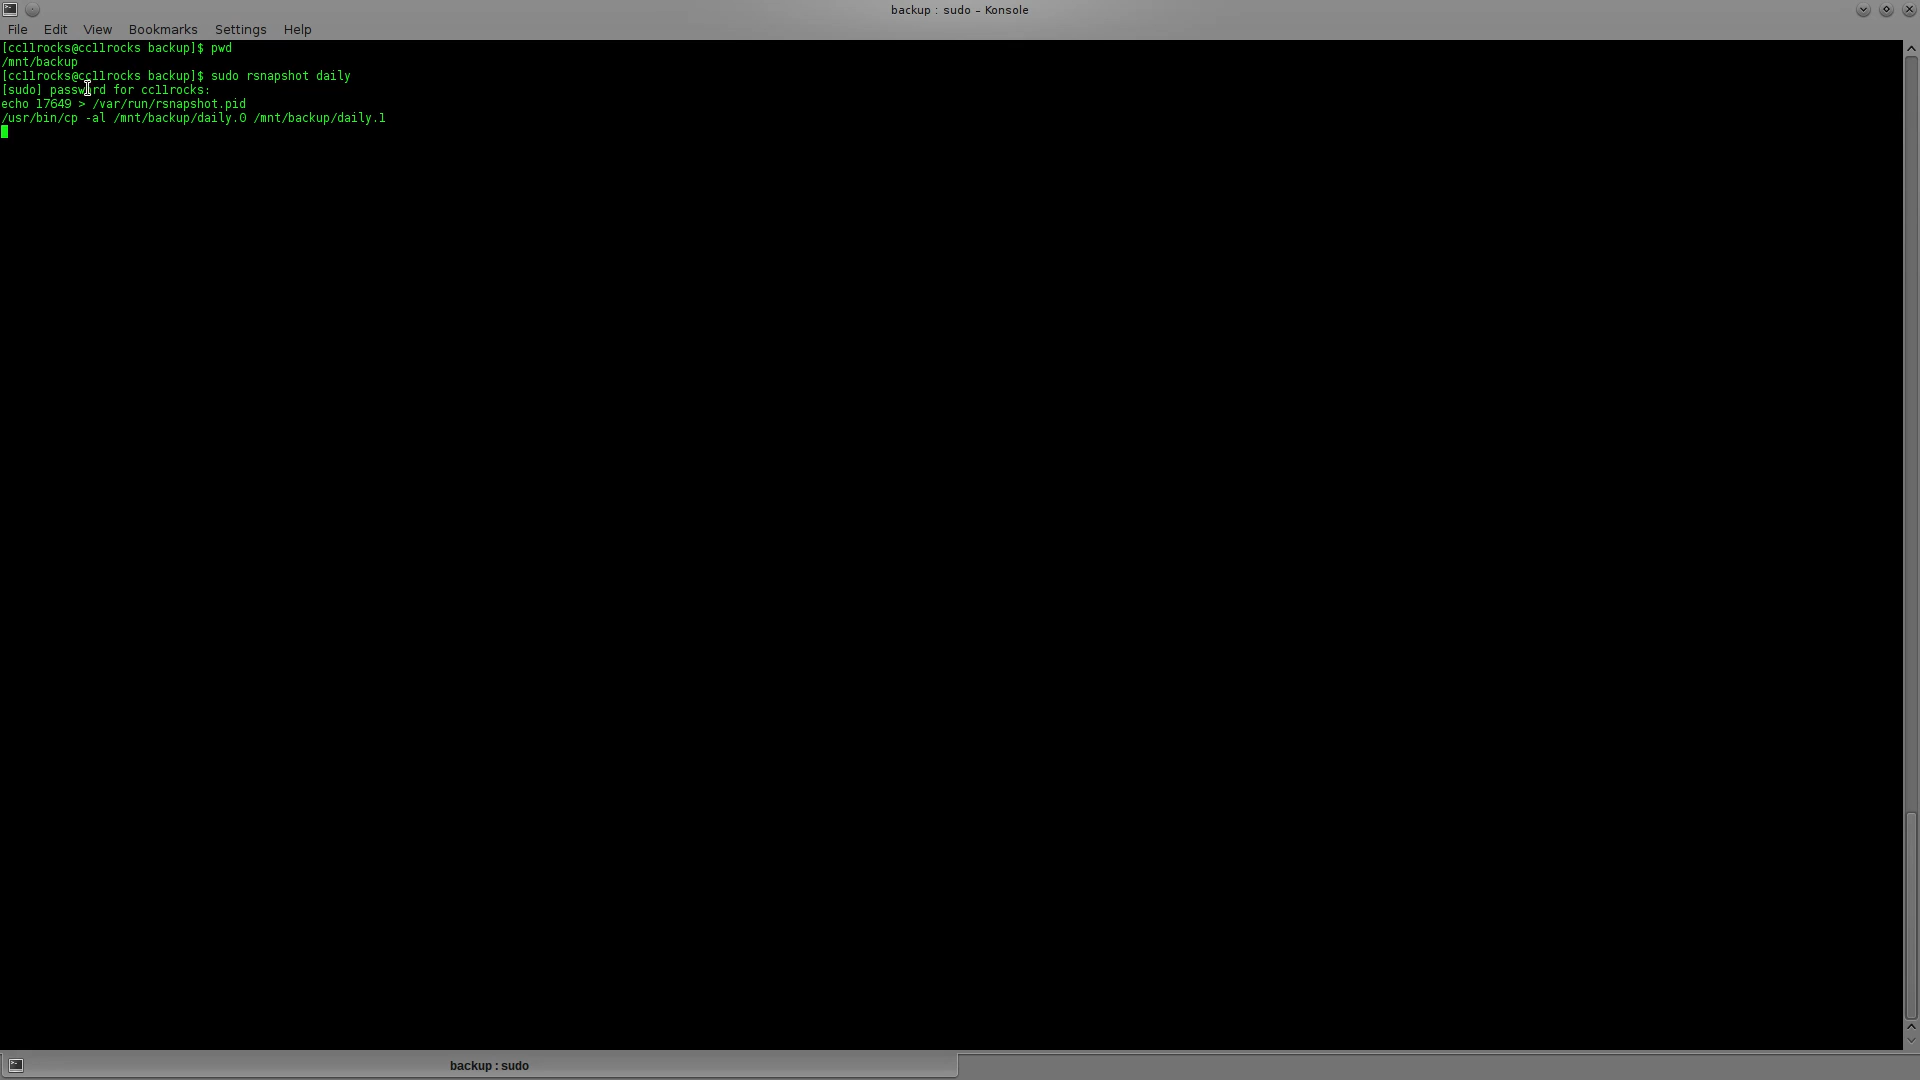 backup : sudo – Konsole
File Edit View Bookmarks Settings Help
[ccllrocks@ccllrocks backup]$ pwd
/mnt/backup
[ccllrocks@ccllrocks backup]$ sudo rsnapshot daily
[sudo] password for ccllrocks:
echo 17649 > /var/run/rsnapshot.pid
/usr/bin/cp -al /mnt/backup/daily.0 /mnt/backup/daily.1
backup : sudo